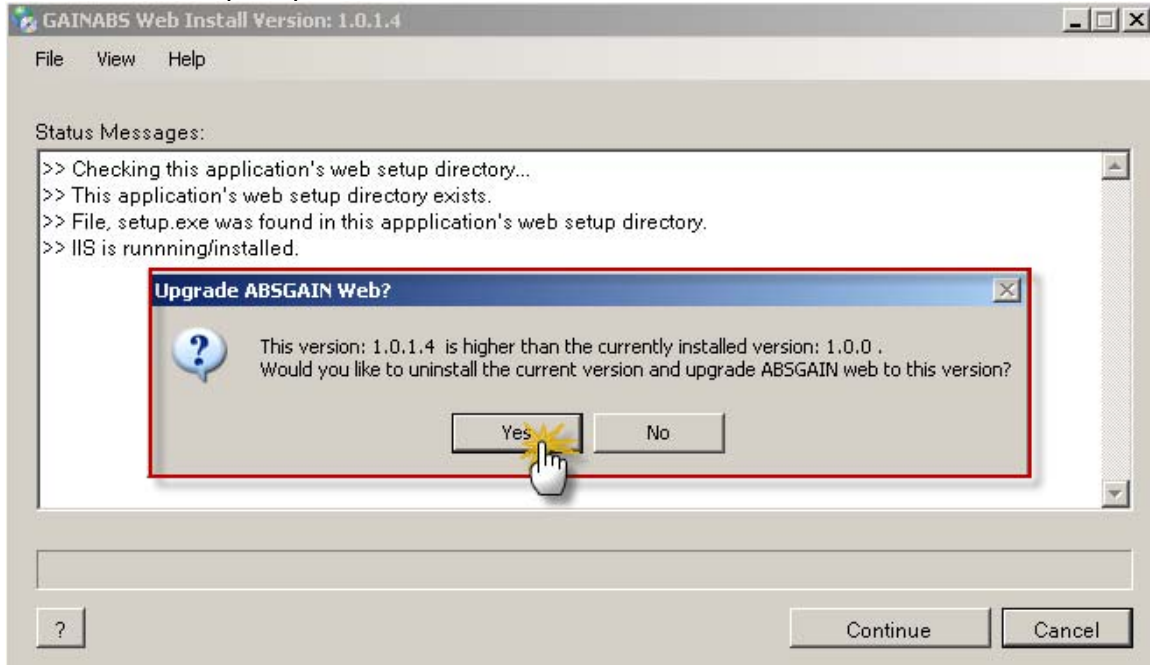 GAINABS Web Install Version: 1.0.1.4
File View Help
Status Messages:
>> Checking this application's web setup directory...
>> This application's web setup directory exists.
>> File, setup.exe was found in this appplication's web setup directory.
>> IIS is runnning/installed.
Upgrade ABSGAIN Web?
This version: 1.0.1.4 is higher than the currently installed version: 1.0.0 .
Would you like to uninstall the current version and upgrade ABSGAIN web to this version?
Yes No
? Continue Cancel